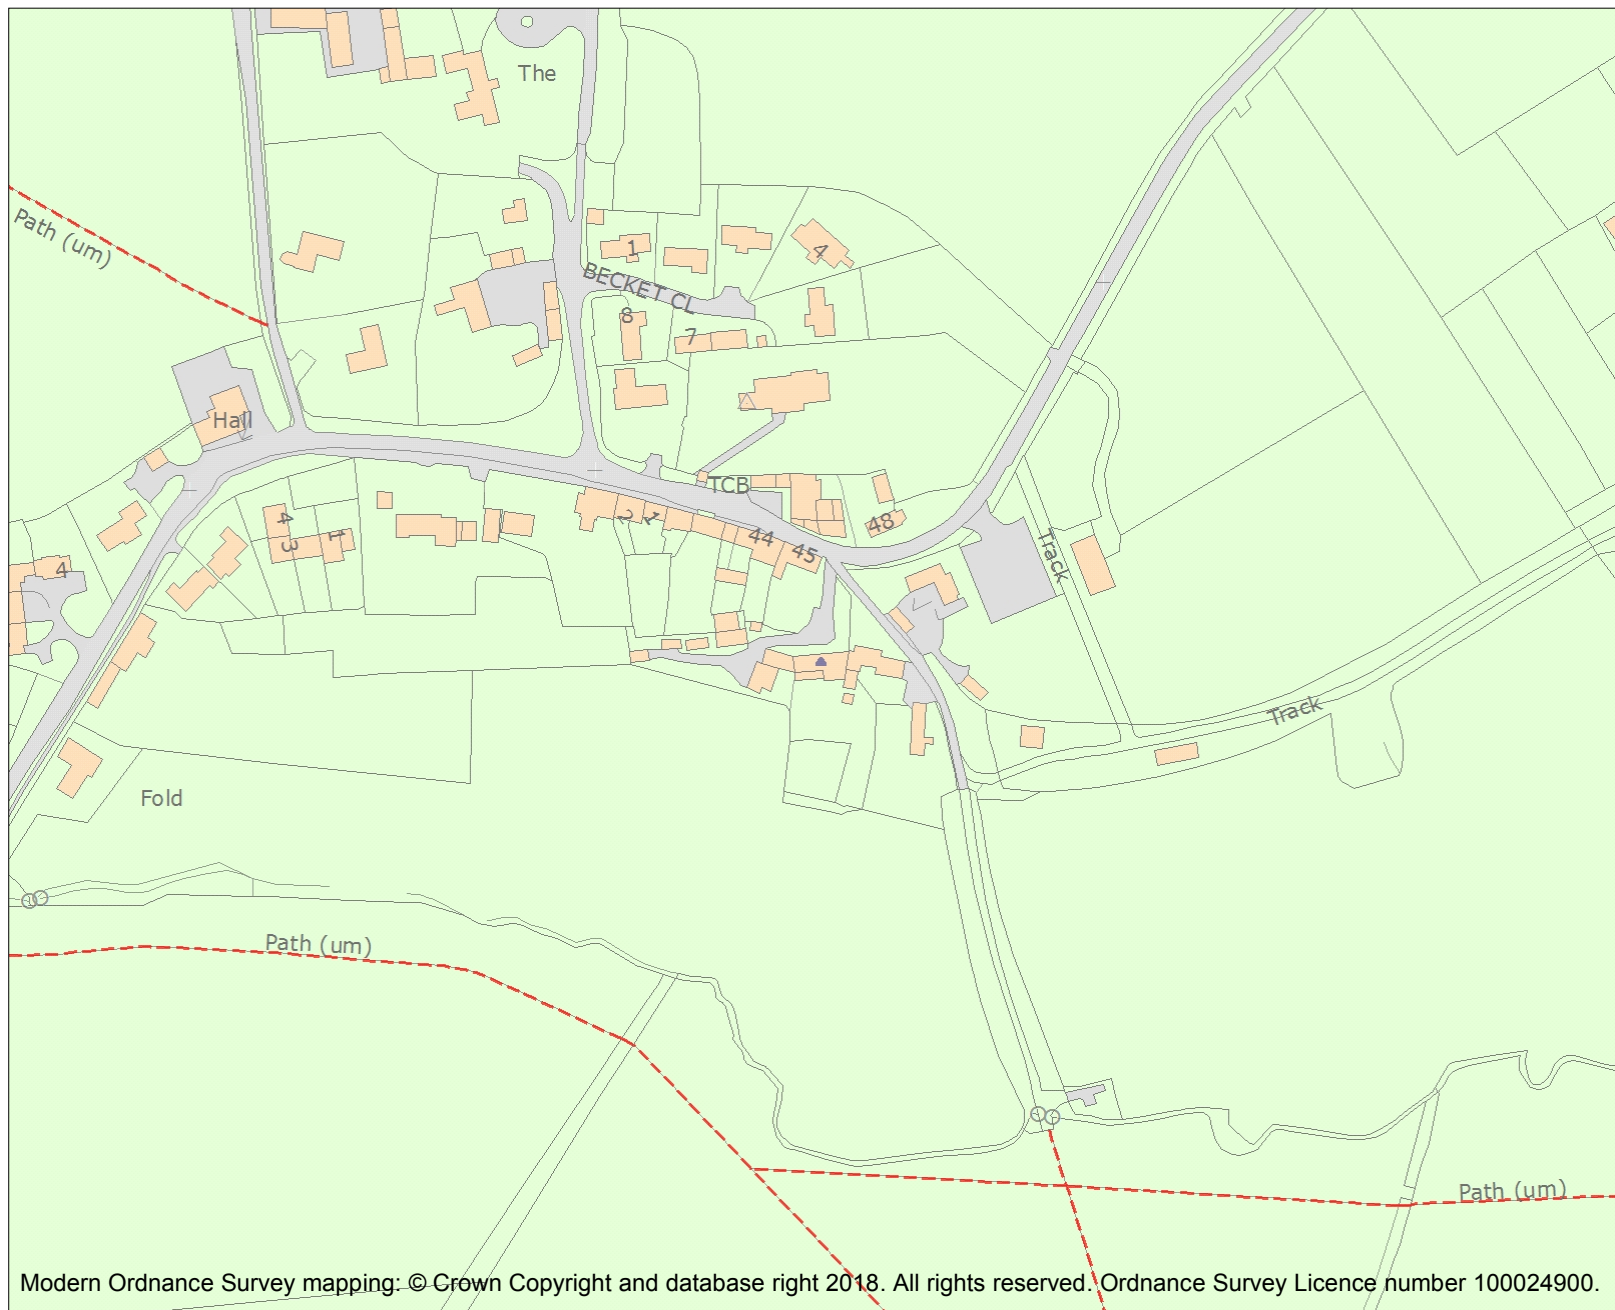 The
Path (um)
1
4
BECKET CL
8
7
Hall
TCB
4
3
1
2
1
44
45
48
Track
4
Track
Fold
Path (um)
Path (um)
Modern Ordnance Survey mapping: © Crown Copyright and database right 2018. All rights reserved. Ordnance Survey Licence number 100024900.